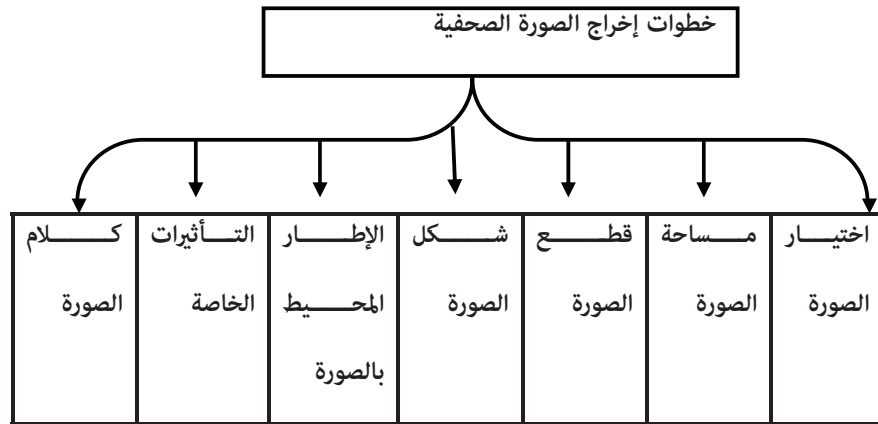 خطوات إخراج الصورة الصحفية
اختيار
الصورة
مساحة
الصورة
قطع
الصورة
شكل
الصورة
الإطار
المحيط
بالصورة
التأثيرات
الخاصة
كلام
الصورة